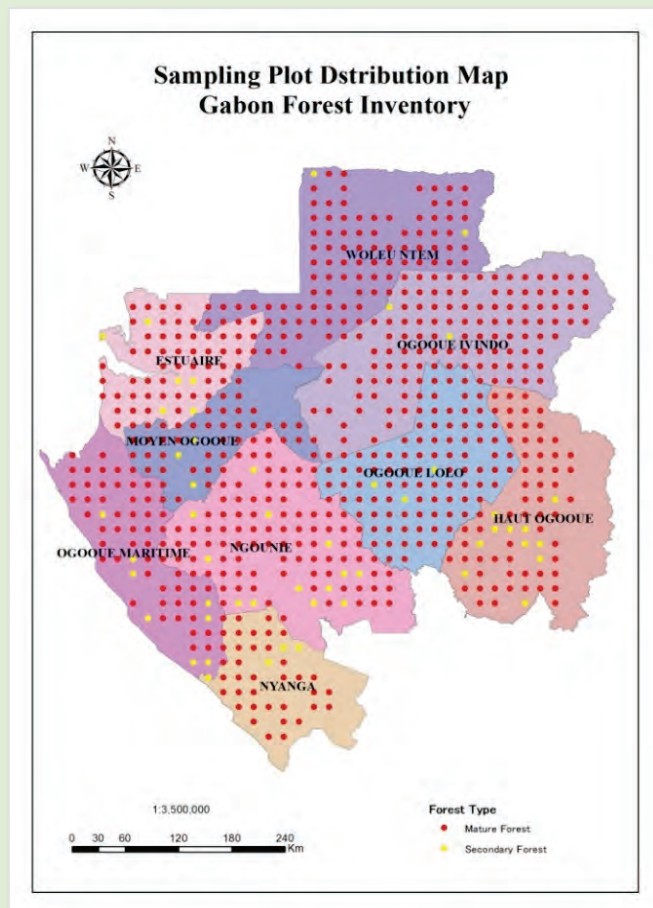 Sampling Plot Dstribution Map
Gabon Forest Inventory
N
W E
S
WOLEU NTEM
OGOOUE IVINDO
ESTUAIRE
MOYEN OGOOUE
OGOOUE LOLO
HAUT OGOOUE
NGOUNIE
OGOOUE MARITIME
NYANGA
1:3,500,000
0 30 60 120 180 240
Km
Forest Type
Mature Forest
Secondary Forest